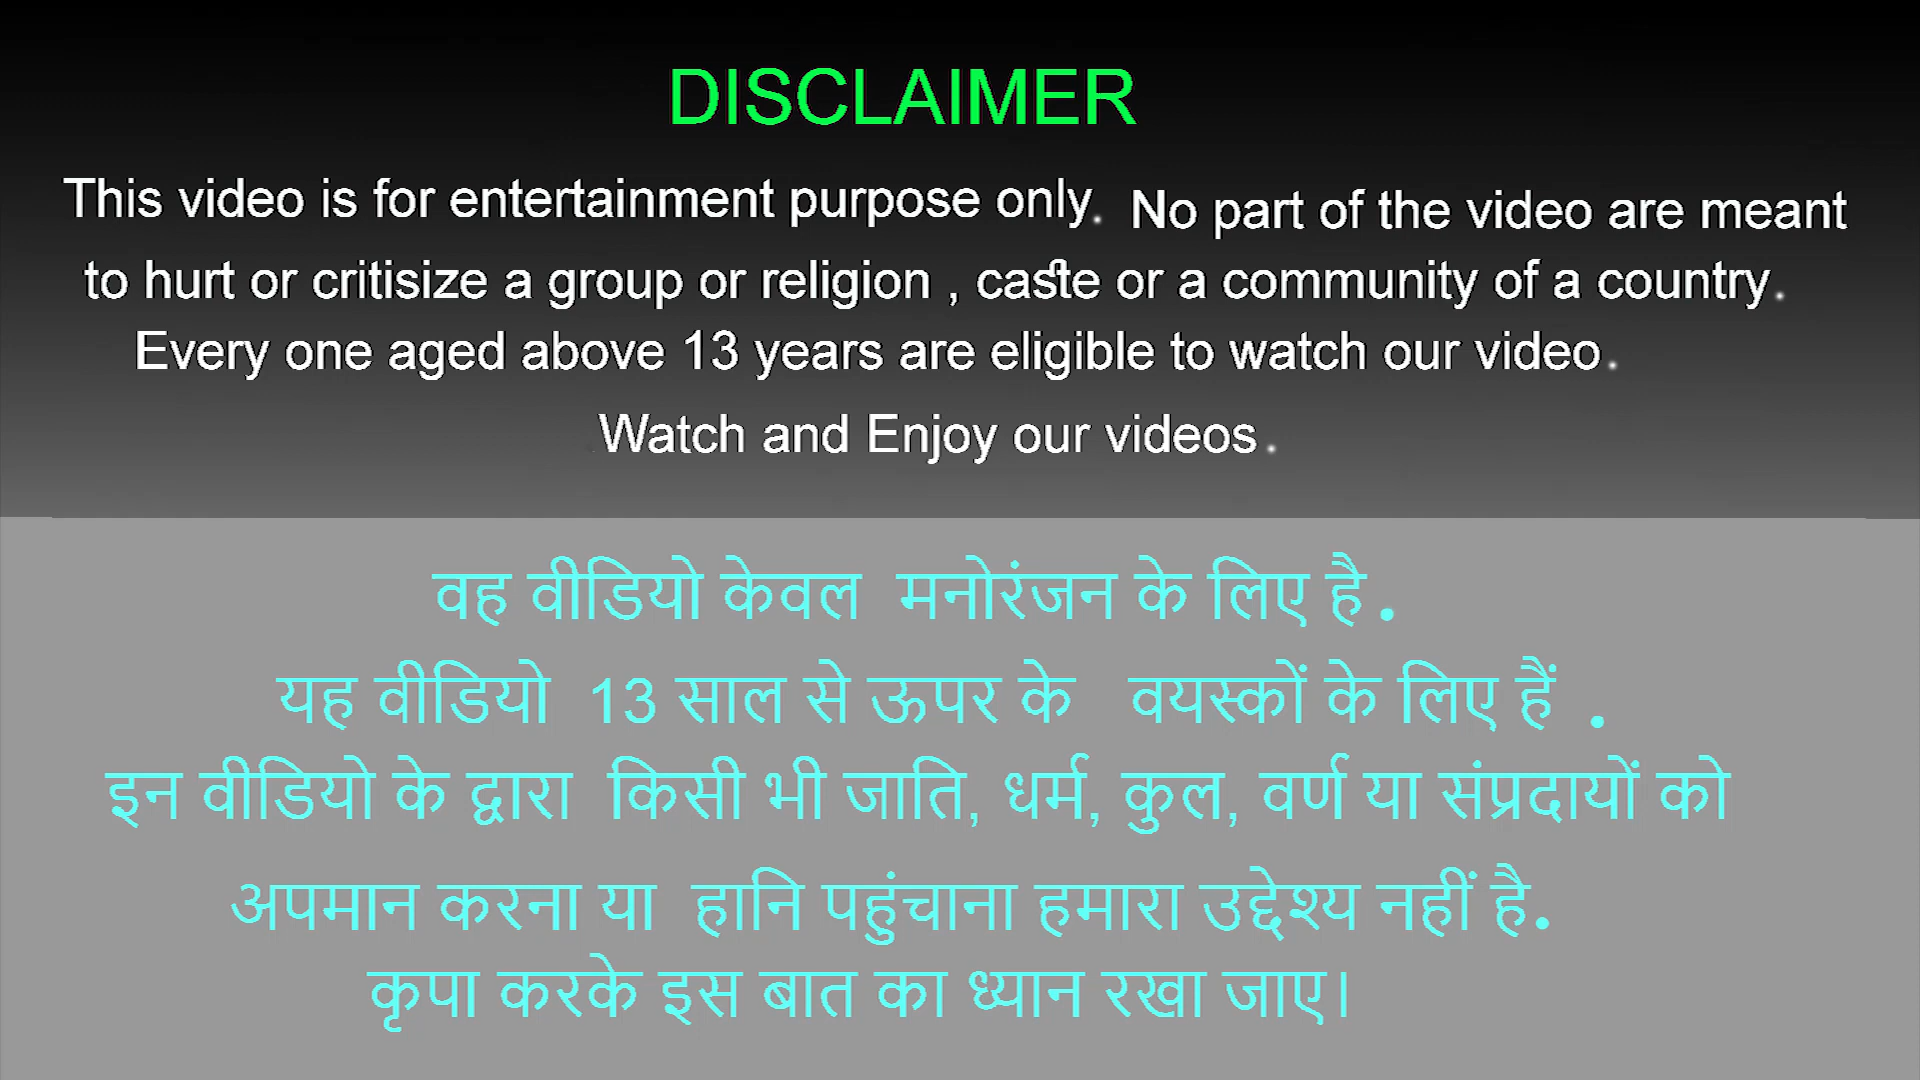 DISCLAIMER
This video is for entertainment purpose only. No part of the video are meant
to hurt or critisize a group or religion , caste or a community of a country.
Every one aged above 13 years are eligible to watch our video.
Watch and Enjoy our videos.
वह वीडियो केवल मनोरंजन के लिए है.
यह वीडियो 13 साल से ऊपर के वयस्कों के लिए हैं .
इन वीडियो के द्वारा किसी भी जाति, धर्म, कुल, वर्ण या संप्रदायों को
अपमान करना या हानि पहुंचाना हमारा उद्देश्य नहीं है.
कृपा करके इस बात का ध्यान रखा जाए।